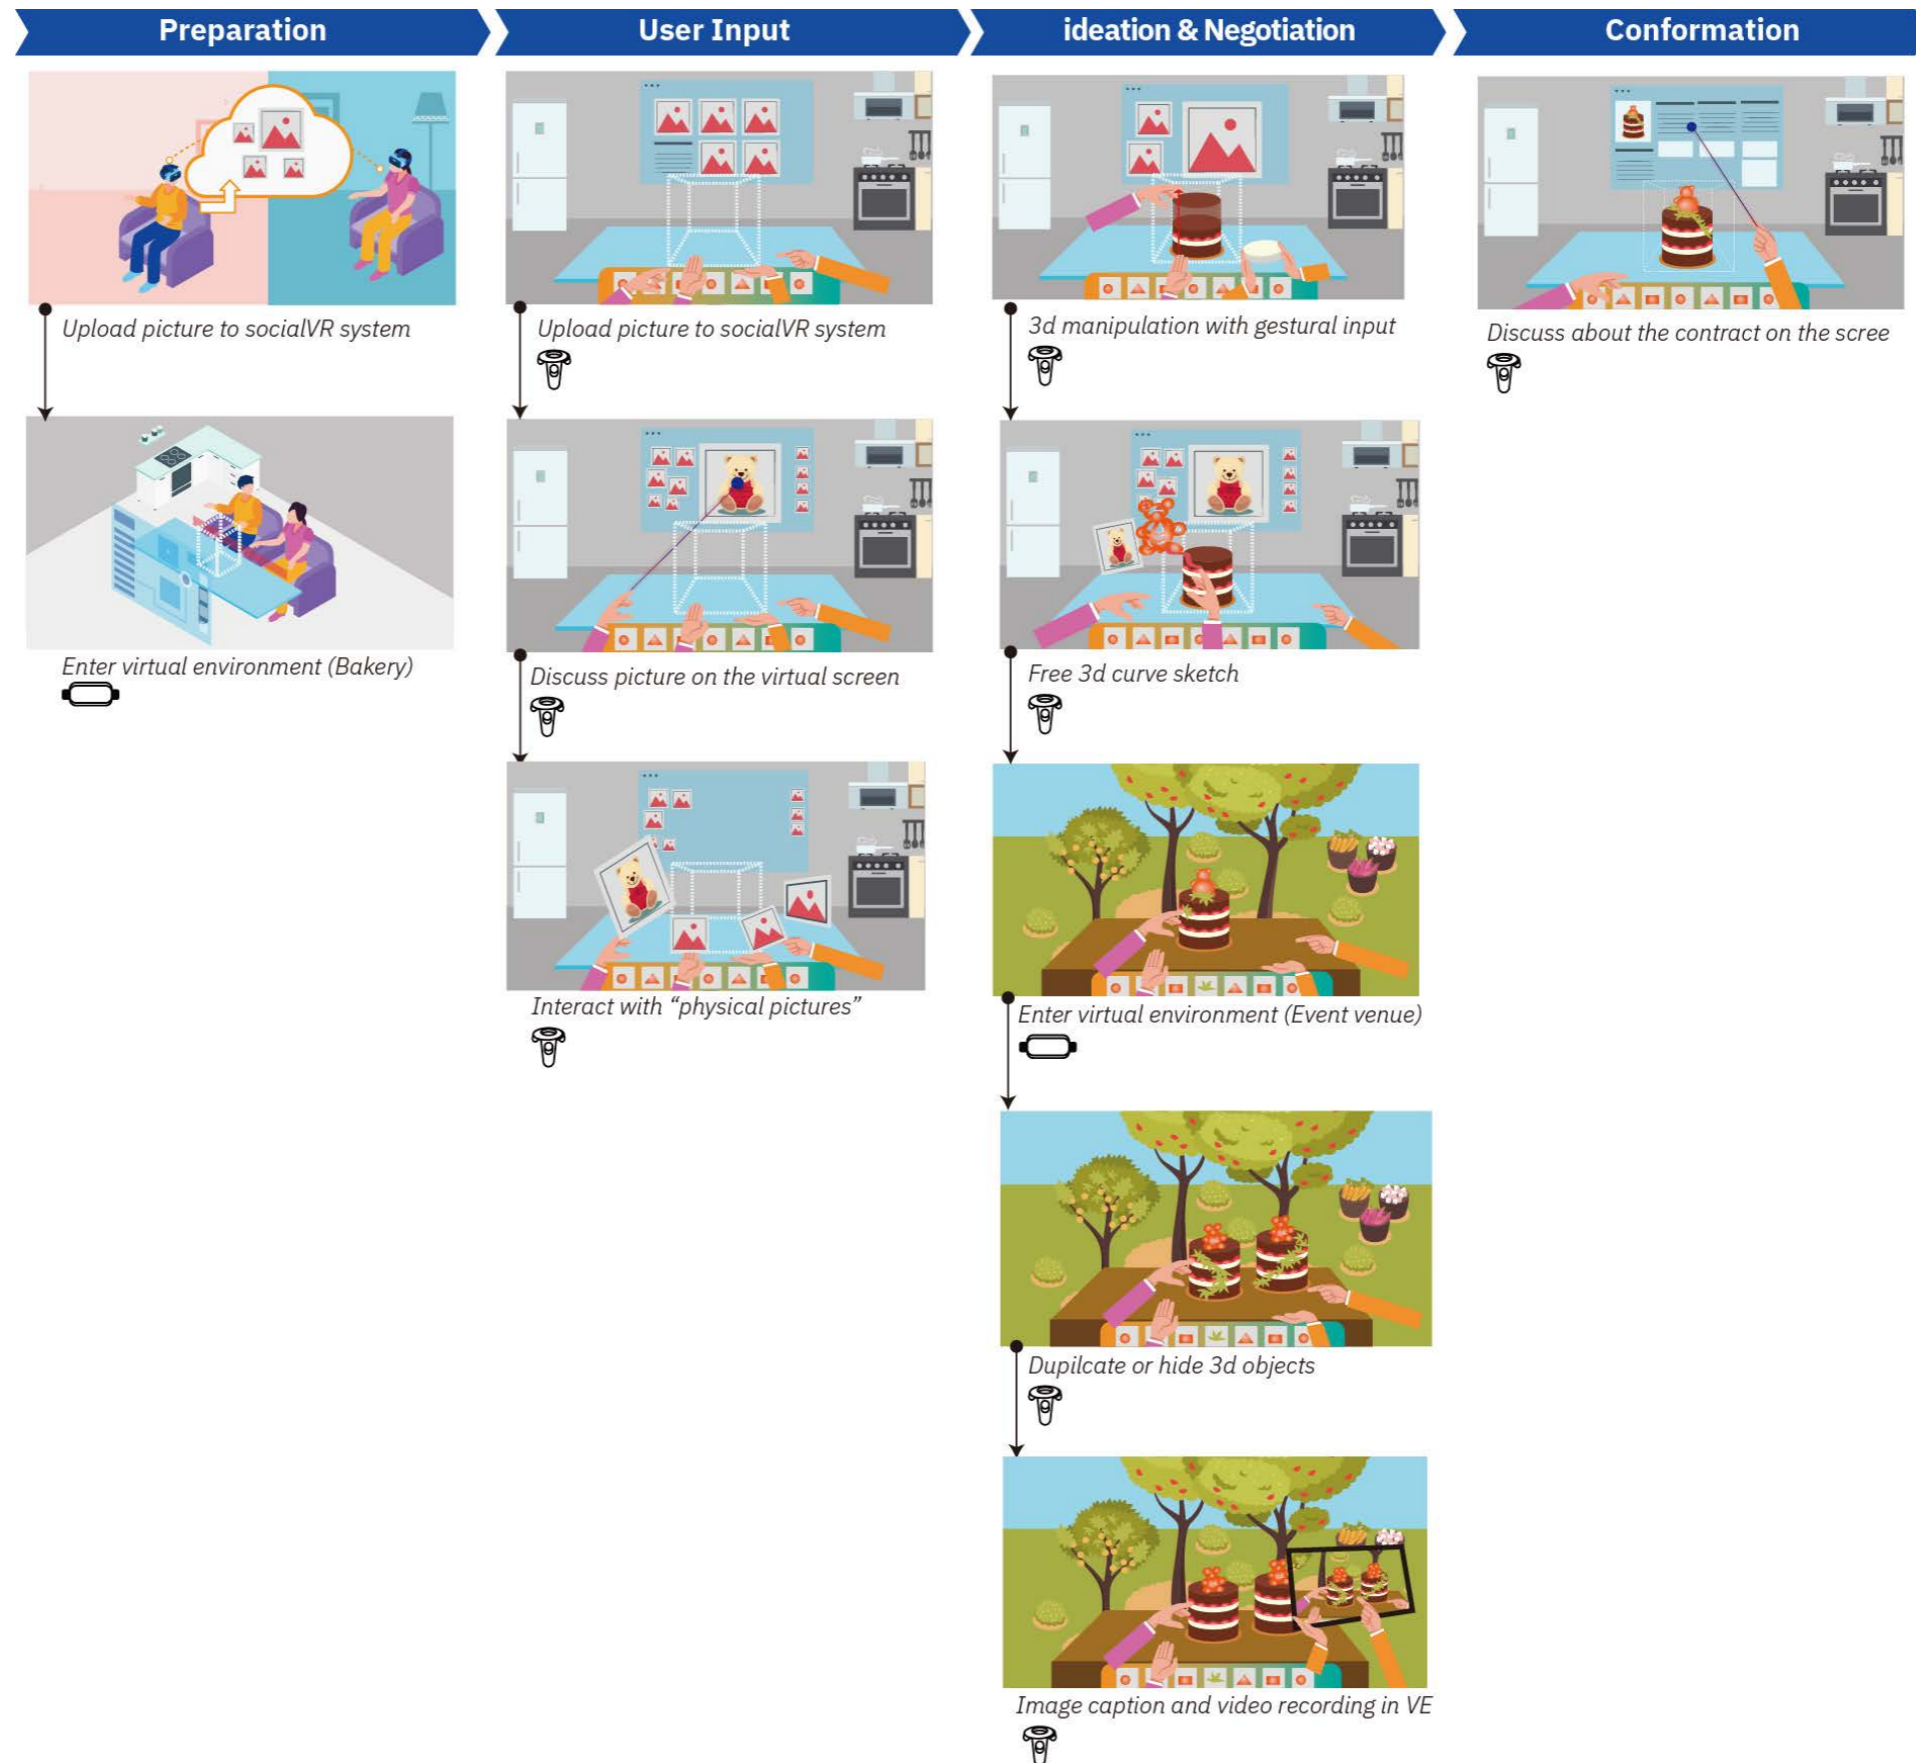 Preparation
User Input
ideation & Negotiation
Conformation
Upload picture to socialVR system
Enter virtual environment (Bakery)
Upload picture to socialVR system
Discuss picture on the virtual screen
Interact with “physical pictures”
3d manipulation with gestural input
Free 3d curve sketch
Enter virtual environment (Event venue)
Dupilcate or hide 3d objects
Image caption and video recording in VE
Discuss about the contract on the scree